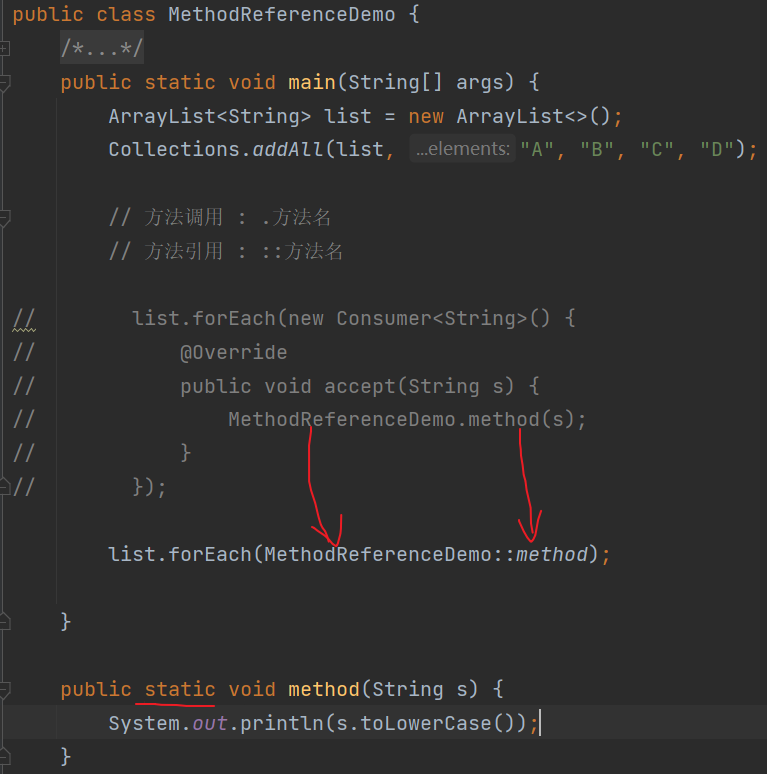 public class MethodReferenceDemo {
/*...*/
public static void main(String[] args) {
ArrayList<String> list = new ArrayList<>();
Collections.addAll(list, ...elements: "A", "B", "C", "D");
// 方法调用 : .方法名
// 方法引用 : ::方法名
// list.forEach(new Consumer<String>() {
// @Override
// public void accept(String s) {
// MethodReferenceDemo.method(s);
// }
// });
list.forEach(MethodReferenceDemo::method);
}
public static void method(String s) {
System.out.println(s.toLowerCase());
}